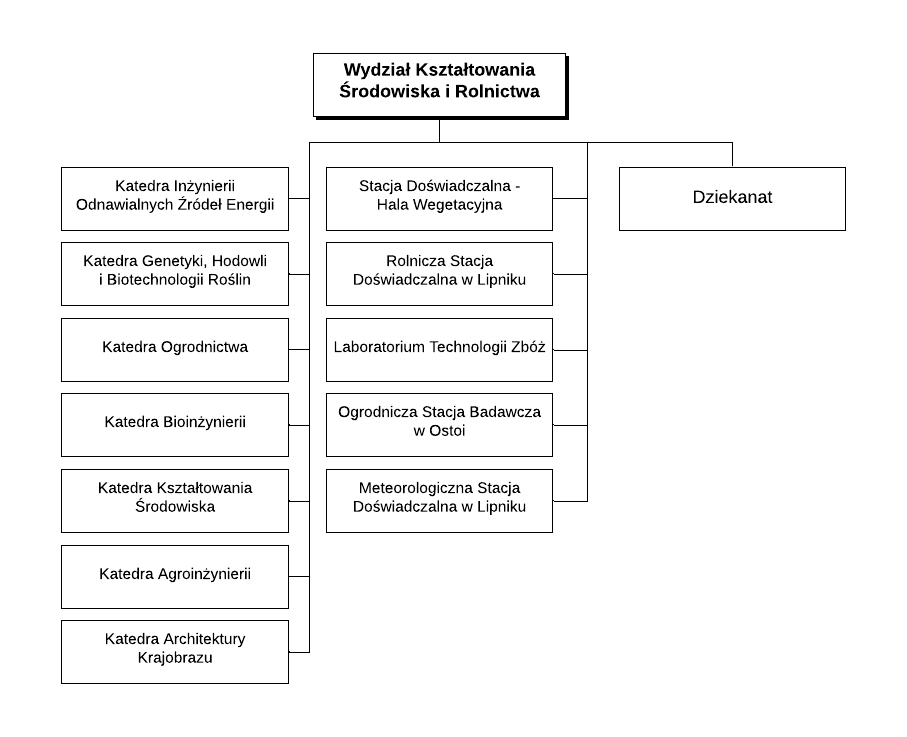 Wydział Kształtowania
Środowiska i Rolnictwa
Katedra Inżynierii
Odnawialnych Źródeł Energii
Katedra Genetyki, Hodowli
i Biotechnologii Roślin
Katedra Ogrodnictwa
Katedra Bioinżynierii
Katedra Kształtowania
Środowiska
Katedra Agroinżynierii
Katedra Architektury
Krajobrazu
Stacja Doświadczalna -
Hala Wegetacyjna
Rolnicza Stacja
Doświadczalna w Lipniku
Laboratorium Technologii Zbóż
Ogrodnicza Stacja Badawcza
w Ostoi
Meteorologiczna Stacja
Doświadczalna w Lipniku
Dziekanat